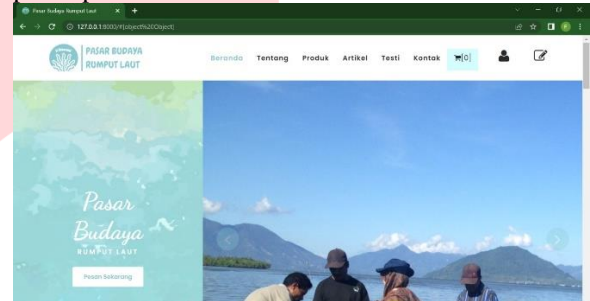 Pasar Budaya Rumput Laut
127.0.0.1:8000/#[object%20Object]
PASAR BUDAYA
RUMPUT LAUT
Beranda Tentang Produk Artikel Testi Kontak [0]
Pasar
Budaya
RUMPUT LAUT
Pesan Sekarang